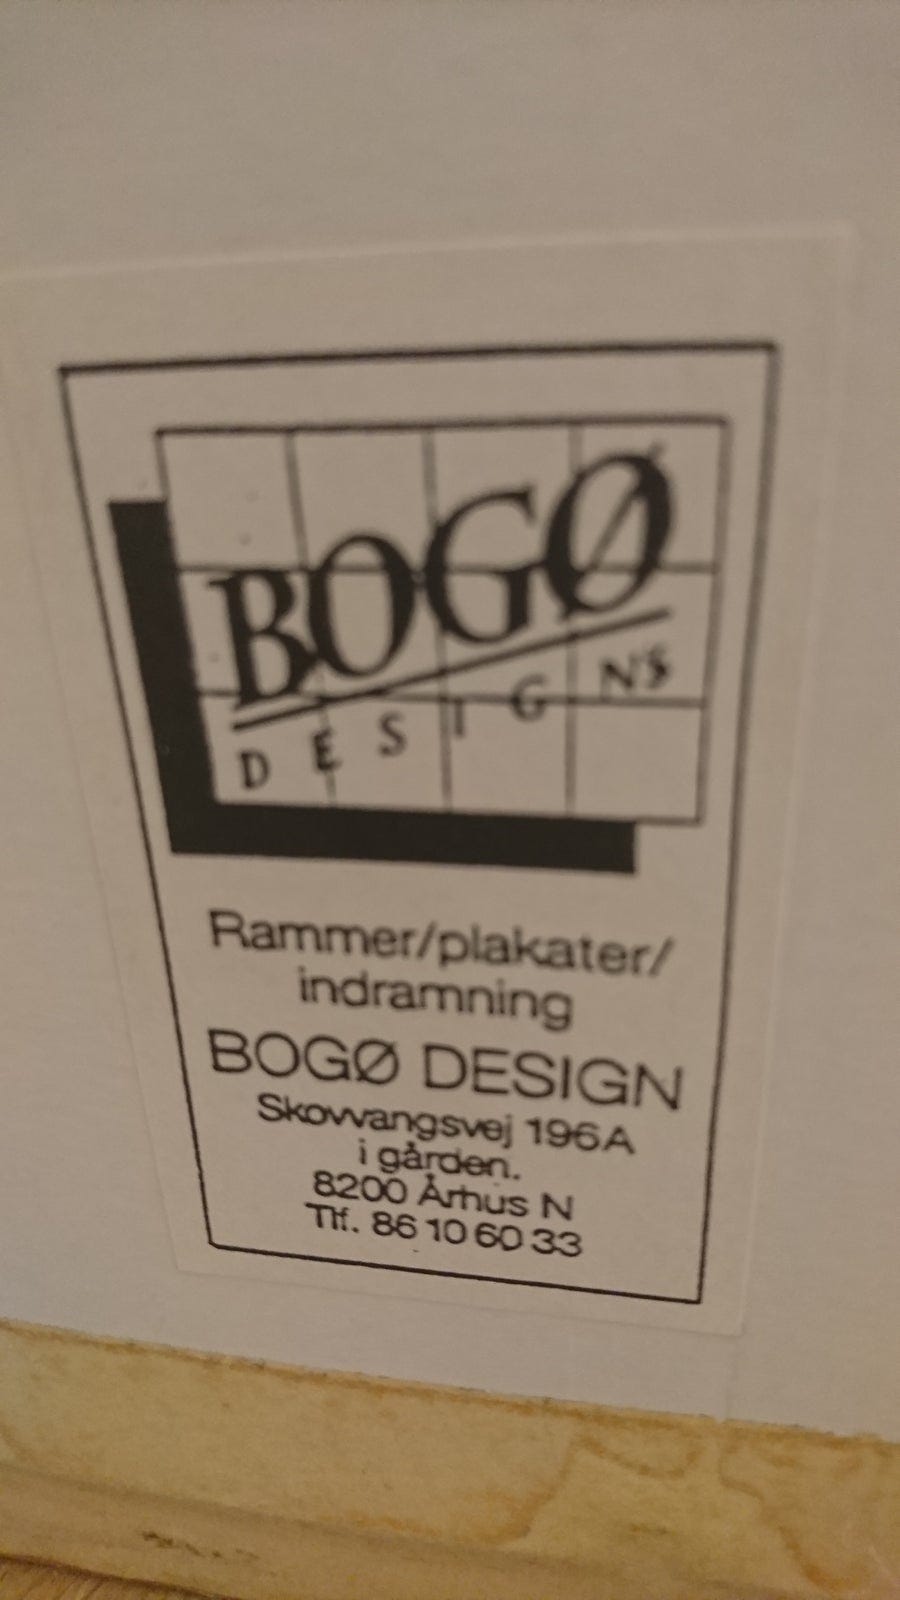 BOGØ
DESIGNS
Rammer/plakater/
indramning
BOGØ DESIGN
Skovvangsvej 196A
i gården.
8200 Århus N
Tlf. 86 10 60 33